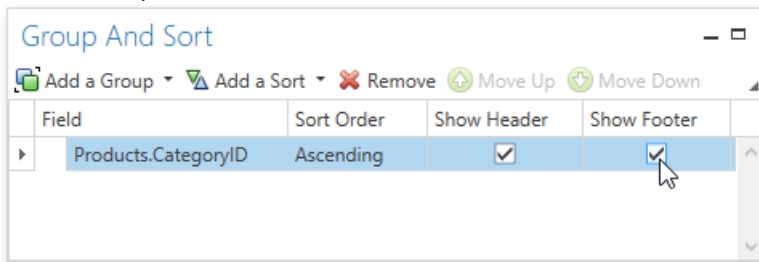 Group And Sort
Add a Group Add a Sort Remove Move Up Move Down
Field Sort Order Show Header Show Footer
Products.CategoryID Ascending